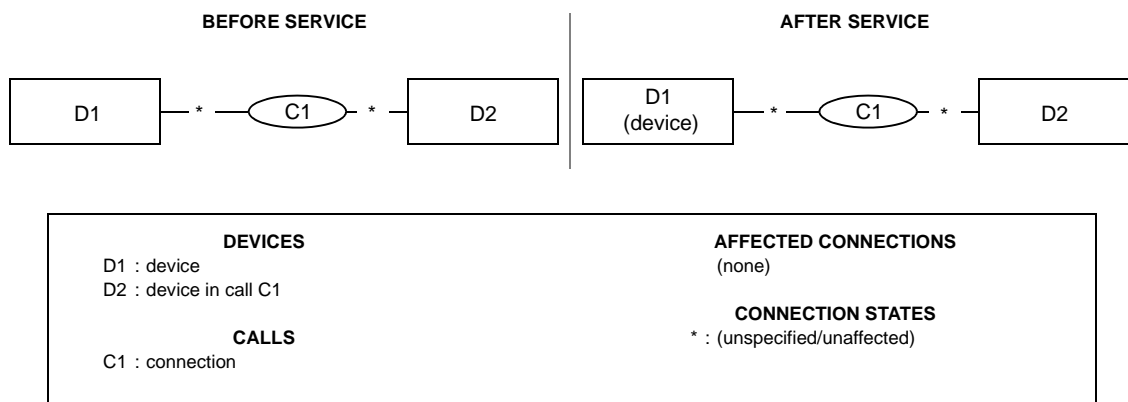 BEFORE SERVICE
AFTER SERVICE
D1
*
C1
*
D2
D1
(device)
*
C1
*
D2
DEVICES
D1 : device
D2 : device in call C1
CALLS
C1 : connection
AFFECTED CONNECTIONS
(none)
CONNECTION STATES
* : (unspecified/unaffected)